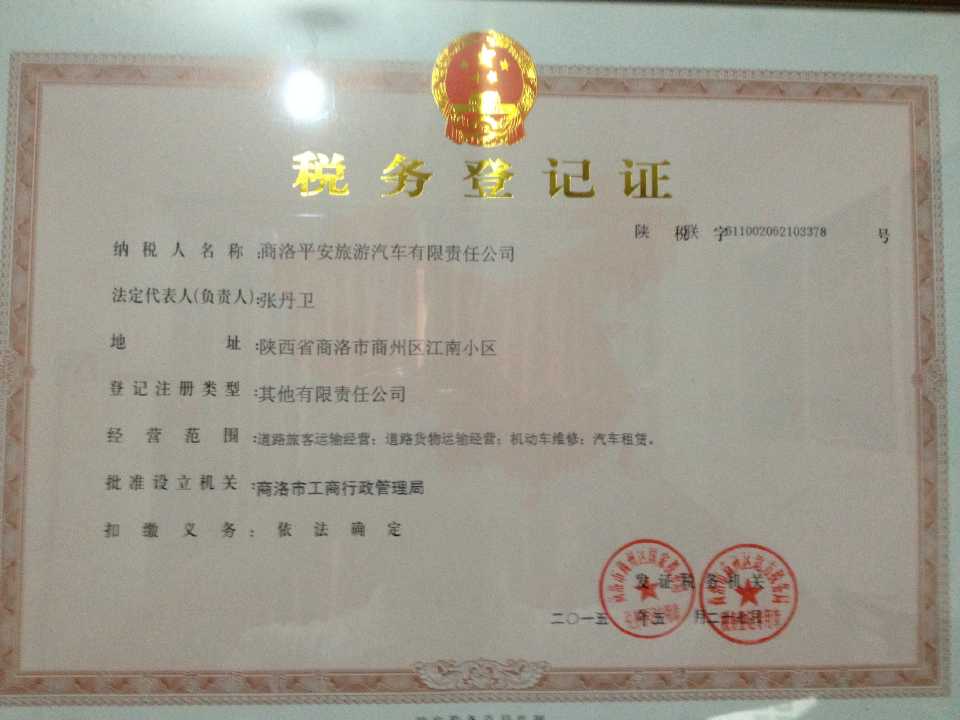 税务登记证
陕税联字611002062103378号
纳税人名称:商洛平安旅游汽车有限责任公司
法定代表人(负责人):张丹卫
地址:陕西省商洛市商州区江南小区
登记注册类型:其他有限责任公司
经营范围:道路旅客运输经营；道路货物运输经营；机动车维修；汽车租赁。
批准设立机关:商洛市工商行政管理局
扣缴义务:依法确定
发证税务机关
二〇一五年五月二十